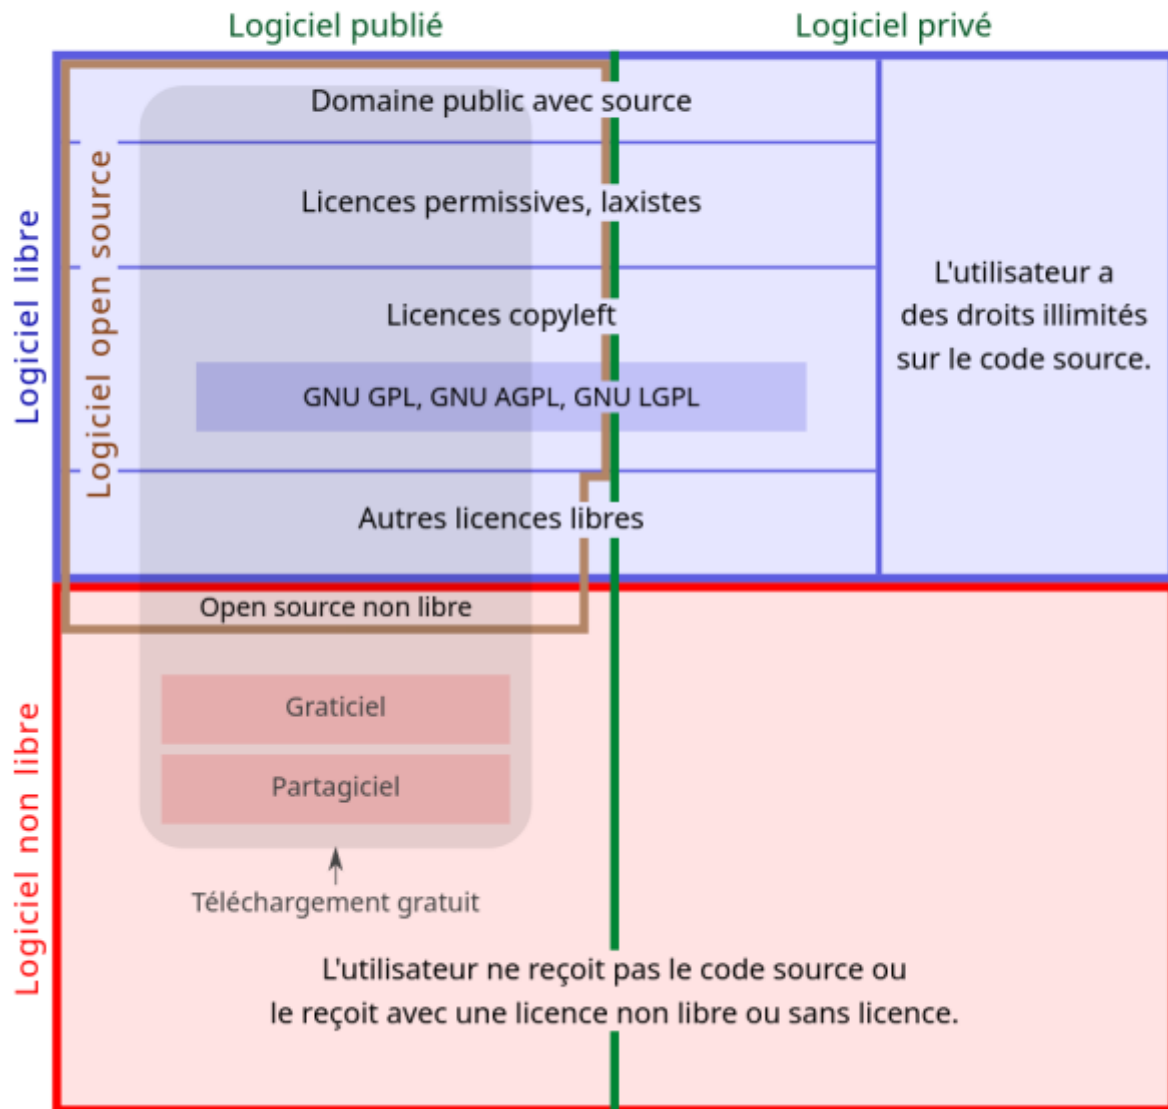 Logiciel publié
Logiciel privé
Logiciel libre
Logiciel open source
Domaine public avec source
Licences permissives, laxistes
Licences copyleft
GNU GPL, GNU AGPL, GNU LGPL
Autres licences libres
L'utilisateur a
des droits illimités
sur le code source.
Logiciel non libre
Open source non libre
Graticiel
Partagiciel
Téléchargement gratuit
L'utilisateur ne reçoit pas le code source ou
le reçoit avec une licence non libre ou sans licence.